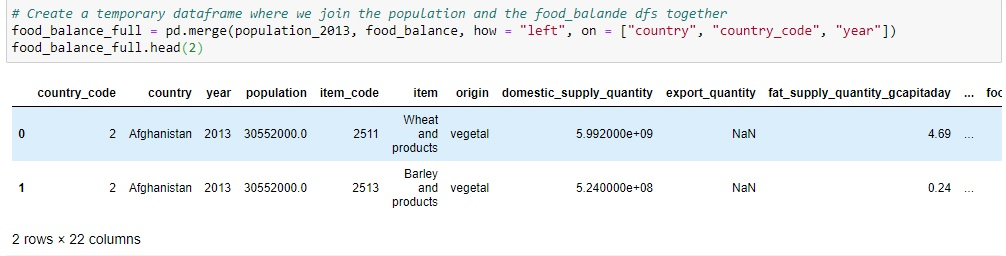 # Create a temporary dataframe where we join the population and the food_balande dfs together
food_balance_full = pd.merge(population_2013, food_balance, how = "left", on = ["country", "country_code", "year"])
food_balance_full.head(2)
country_code country year population item_code item origin domestic_supply_quantity export_quantity fat_supply_quantity_gcapitaday ... foo
0 2 Afghanistan 2013 30552000.0 2511 Wheat and products vegetal 5.992000e+09 NaN 4.69 ...
1 2 Afghanistan 2013 30552000.0 2513 Barley and products vegetal 5.240000e+08 NaN 0.24 ...
2 rows × 22 columns